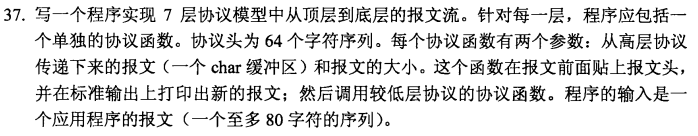 37. 写一个程序实现 7 层协议模型中从顶层到底层的报文流。针对每一层，程序应包括一
个单独的协议函数。协议头为 64 个字符序列。每个协议函数有两个参数：从高层协议
传递下来的报文（一个 char 缓冲区）和报文的大小。这个函数在报文前面贴上报文头，
并在标准输出上打印出新的报文；然后调用较低层协议的协议函数。程序的输入是一
个应用程序的报文（一个至多 80 字符的序列）。